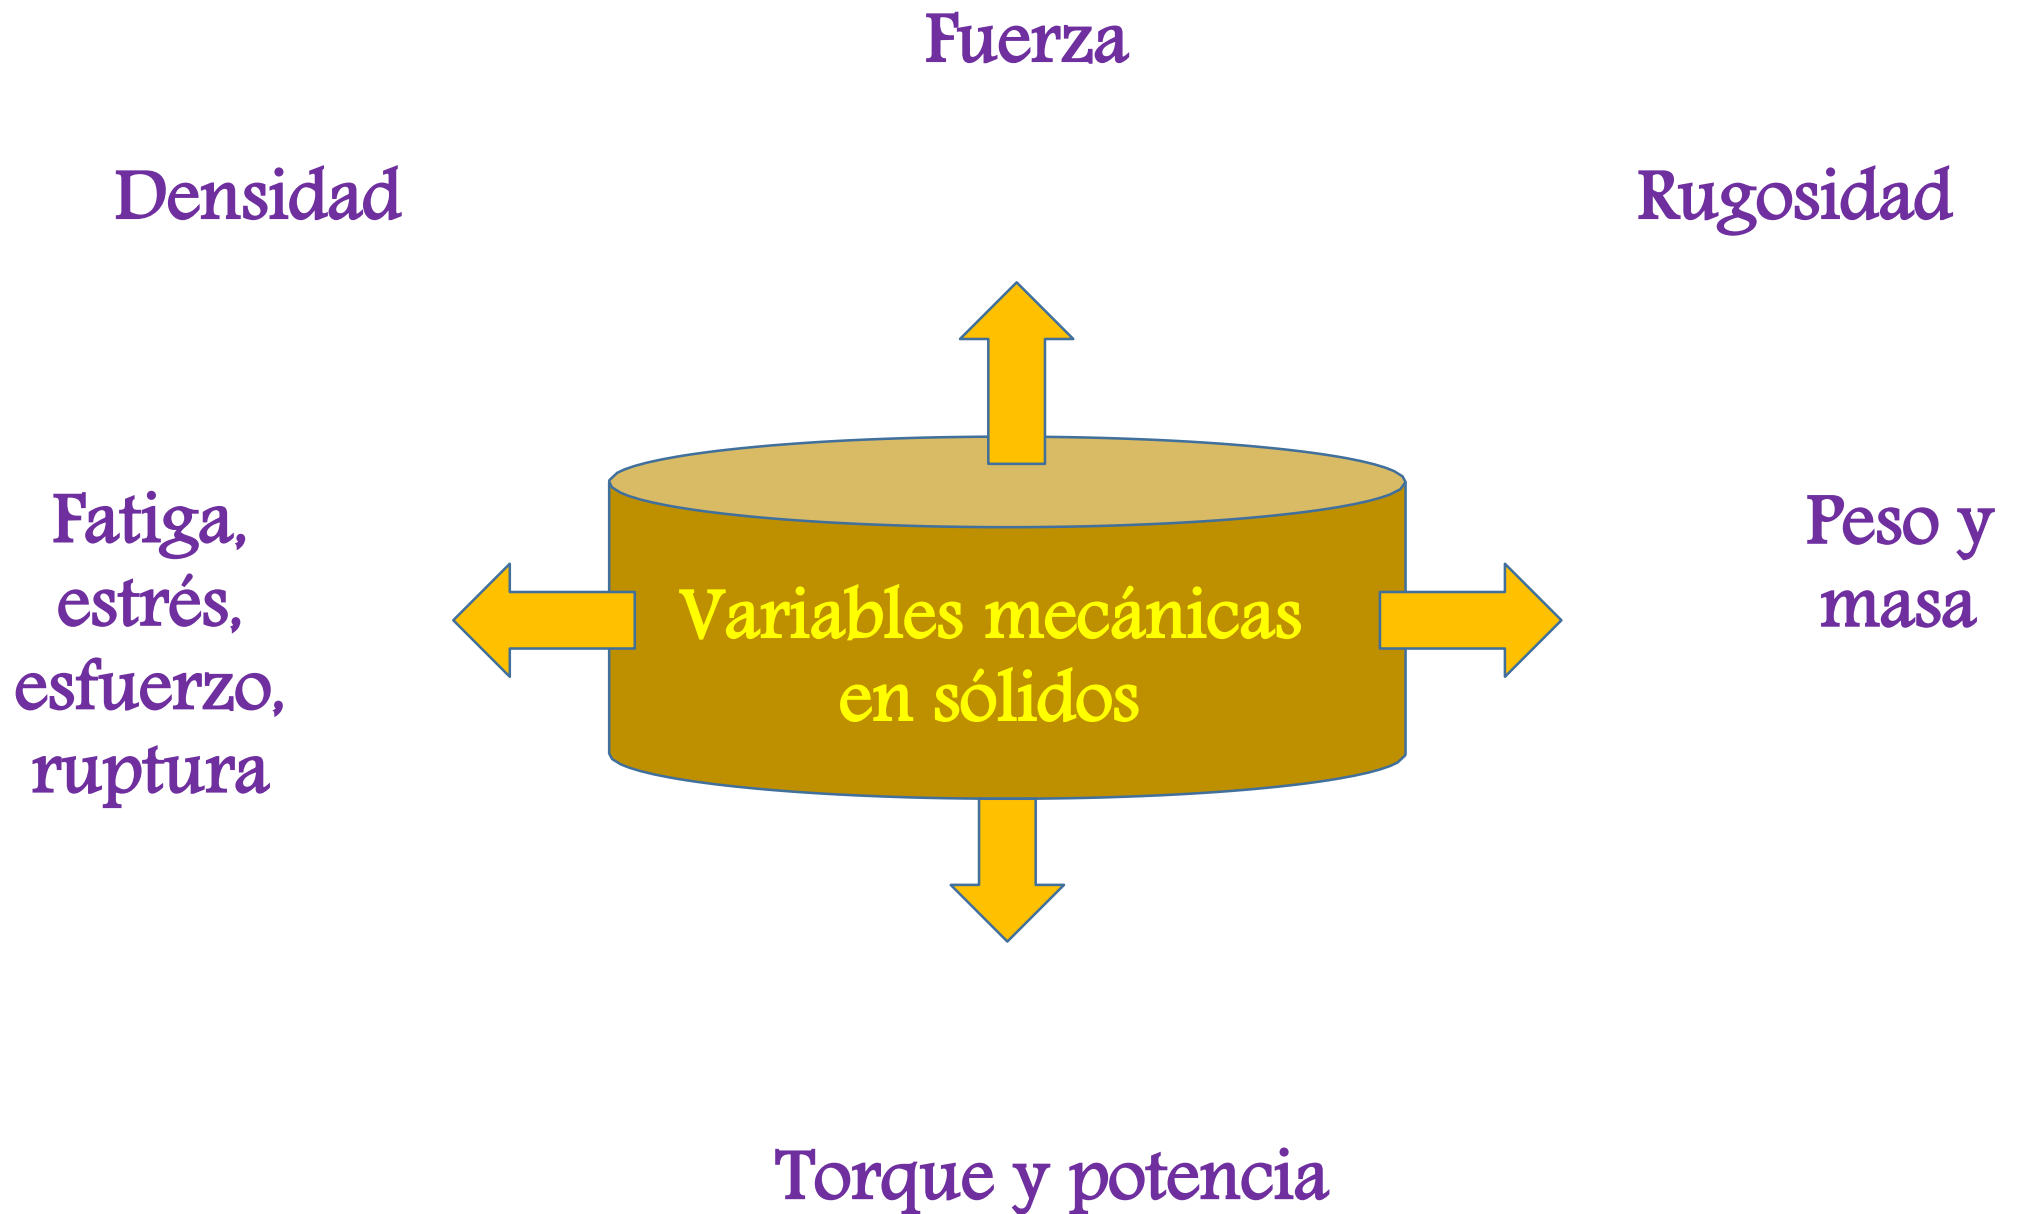 Fuerza
Densidad
Rugosidad
Fatiga,
estrés,
esfuerzo,
ruptura
Variables mecánicas
en sólidos
Peso y
masa
Torque y potencia